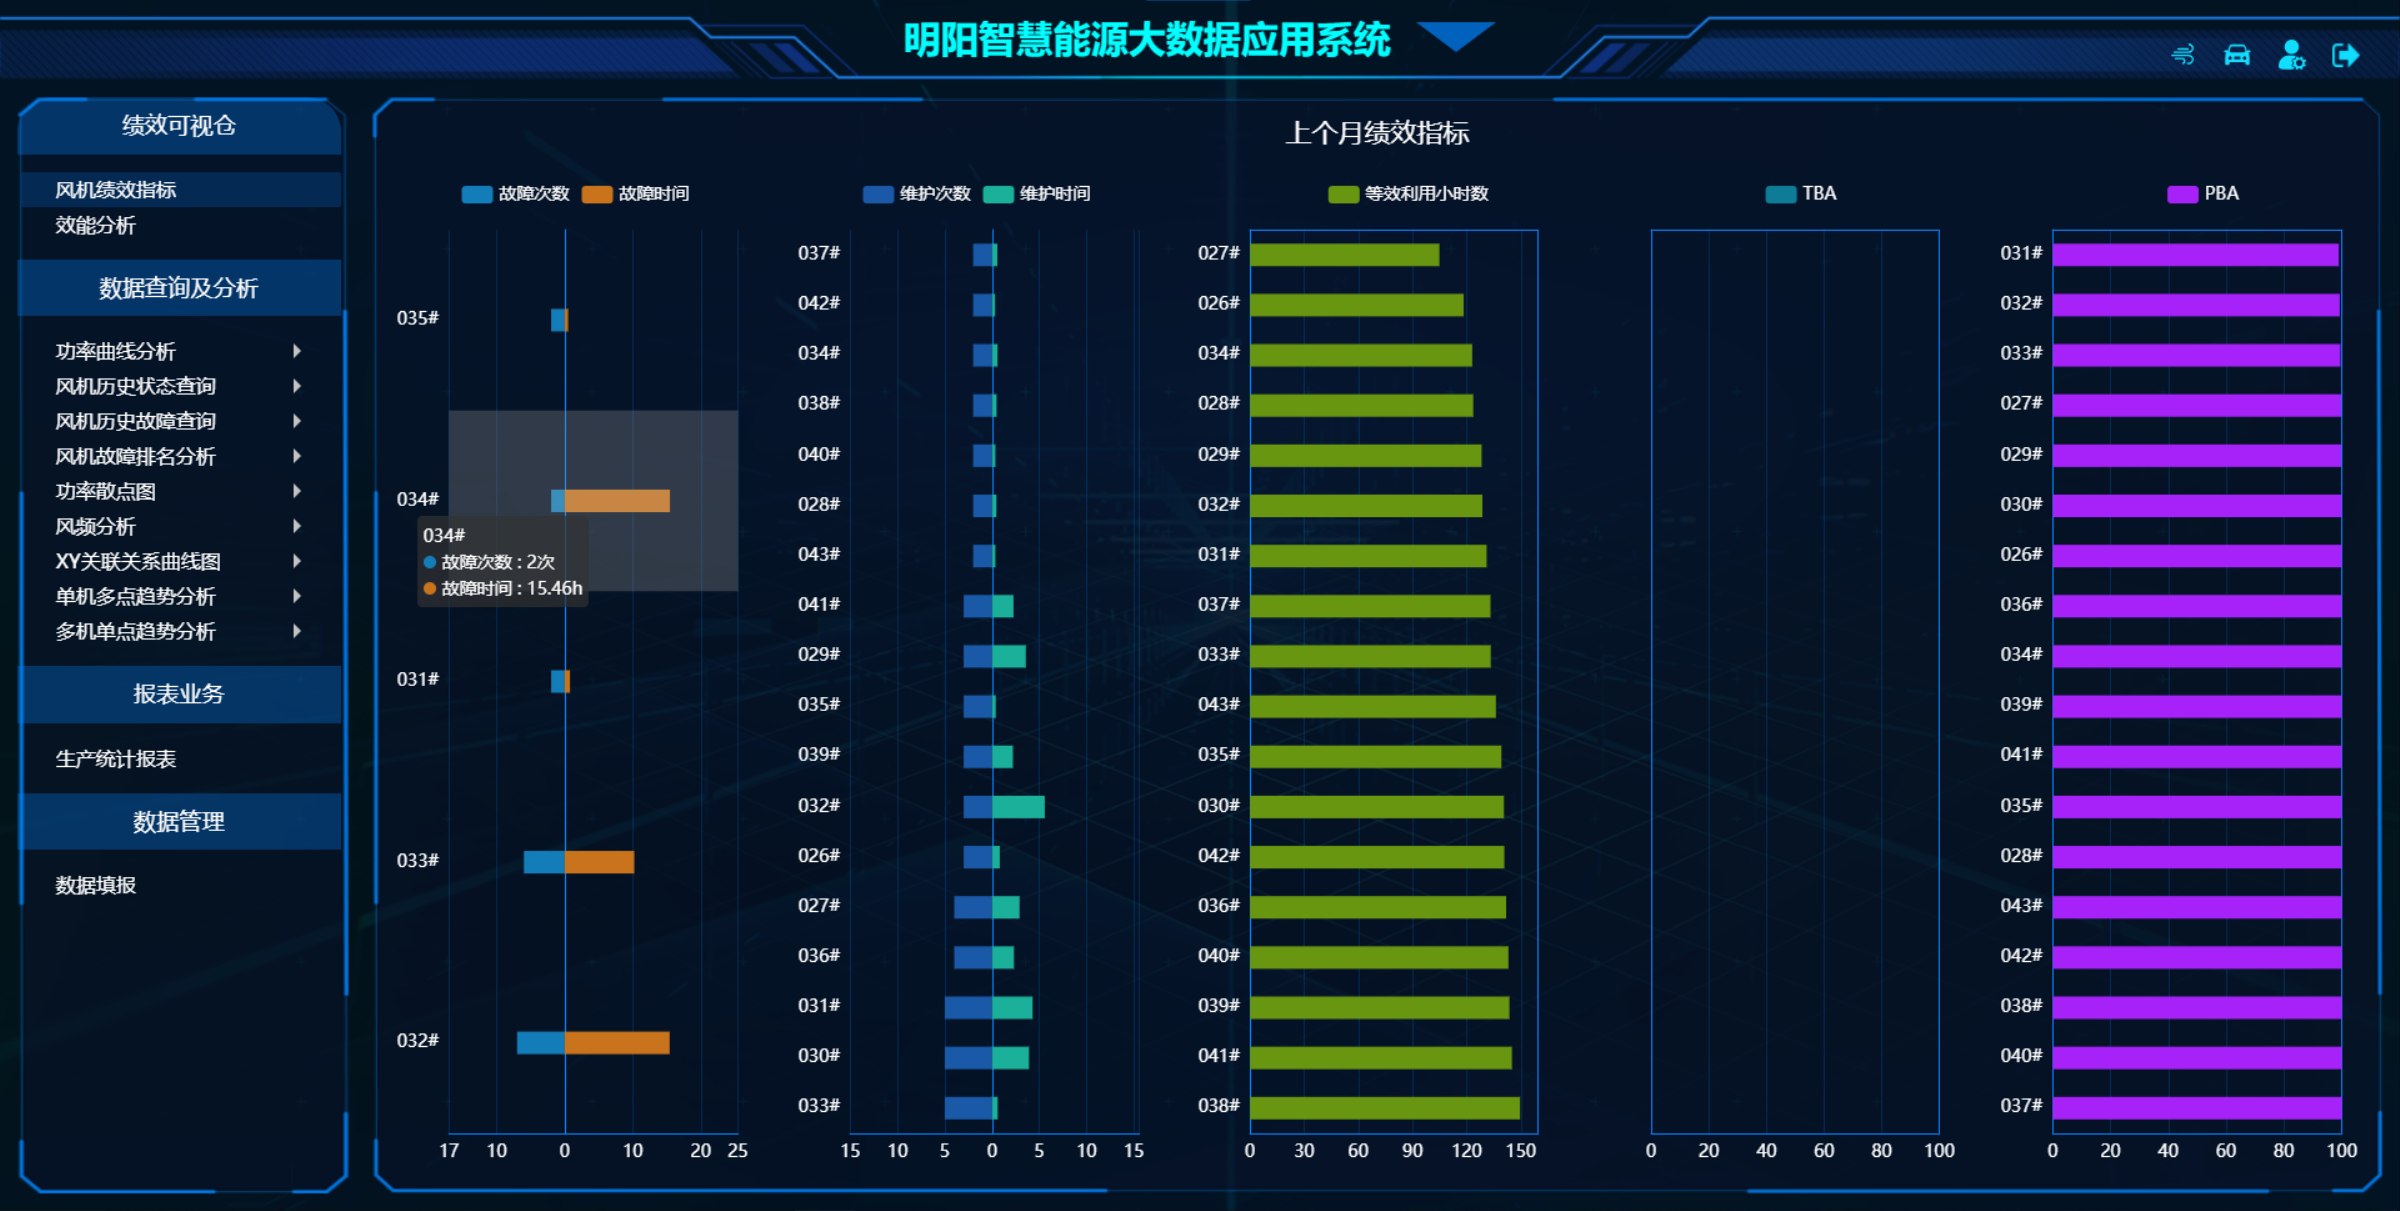 明阳智慧能源大数据应用系统
绩效可视仓
风机绩效指标
效能分析
数据查询及分析
功率曲线分析
风机历史状态查询
风机历史故障查询
风机故障排名分析
功率散点图
风频分析
XY关联关系曲线图
单机多点趋势分析
多机单点趋势分析
报表业务
生产统计报表
数据管理
数据填报
上个月绩效指标
故障次数 故障时间
035#
034#
034#
故障次数 : 2次
故障时间 : 15.46h
031#
033#
032#
17 10 0 10 20 25
维护次数 维护时间
037#
042#
034#
038#
040#
028#
043#
041#
029#
035#
039#
032#
026#
027#
036#
031#
030#
033#
15 10 5 0 5 10 15
等效利用小时数
027#
026#
034#
028#
029#
032#
031#
037#
033#
043#
035#
030#
042#
036#
040#
039#
041#
038#
0 30 60 90 120 150
TBA
0 20 40 60 80 100
PBA
031#
032#
033#
027#
029#
030#
026#
036#
034#
039#
041#
035#
028#
043#
042#
038#
040#
037#
0 20 40 60 80 100